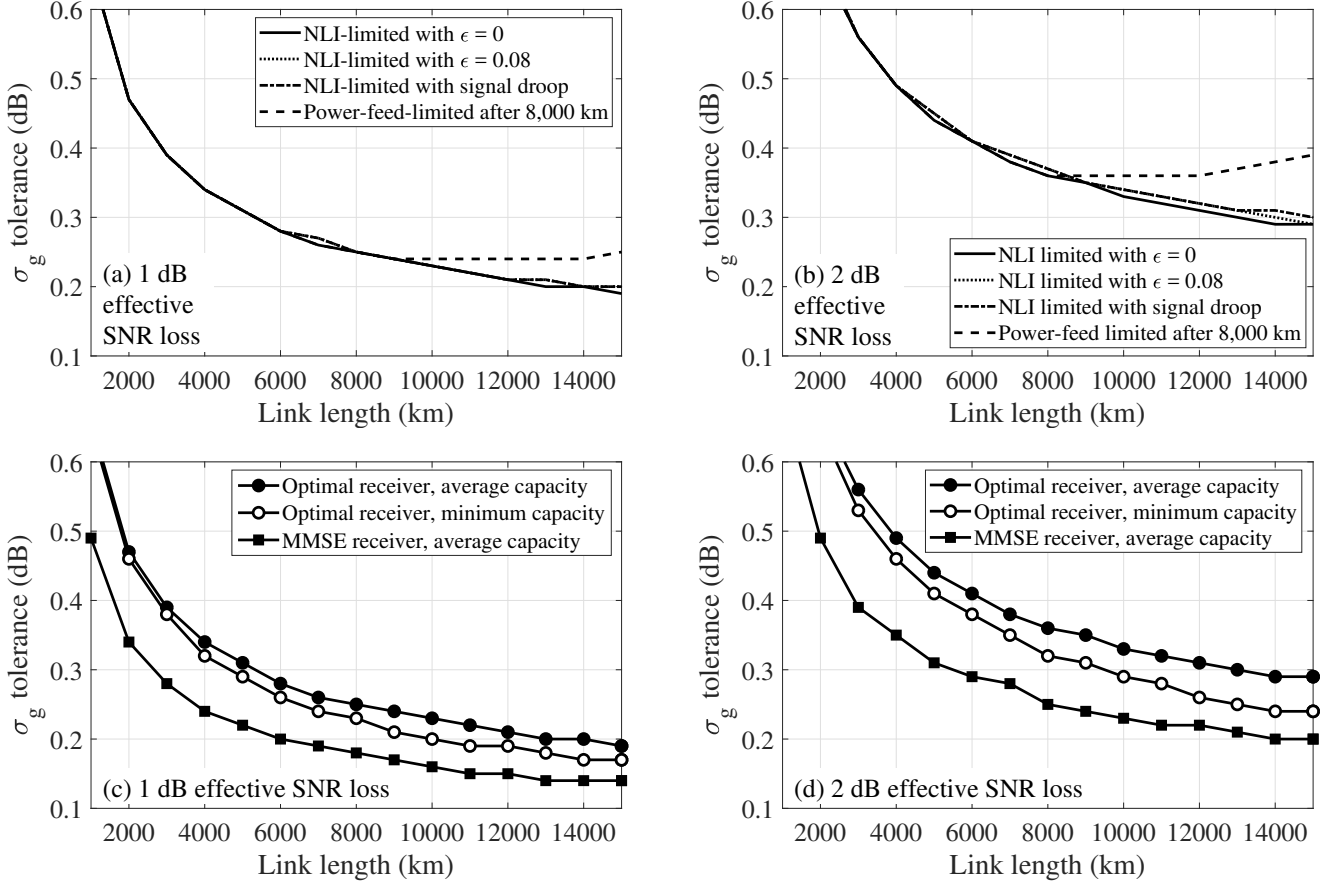 0.6
0.5
0.4
0.3
0.2
0.1
σg tolerance (dB)
NLI-limited with ϵ = 0
NLI-limited with ϵ = 0.08
NLI-limited with signal droop
Power-feed-limited after 8,000 km
(a) 1 dB
effective
SNR loss
2000 4000 6000 8000 10000 12000 14000
Link length (km)
0.6
0.5
0.4
0.3
0.2
0.1
σg tolerance (dB)
NLI limited with ϵ = 0
NLI limited with ϵ = 0.08
NLI limited with signal droop
Power-feed limited after 8,000 km
(b) 2 dB
effective
SNR loss
2000 4000 6000 8000 10000 12000 14000
Link length (km)
0.6
0.5
0.4
0.3
0.2
0.1
σg tolerance (dB)
Optimal receiver, average capacity
Optimal receiver, minimum capacity
MMSE receiver, average capacity
(c) 1 dB effective SNR loss
2000 4000 6000 8000 10000 12000 14000
Link length (km)
0.6
0.5
0.4
0.3
0.2
0.1
σg tolerance (dB)
Optimal receiver, average capacity
Optimal receiver, minimum capacity
MMSE receiver, average capacity
(d) 2 dB effective SNR loss
2000 4000 6000 8000 10000 12000 14000
Link length (km)